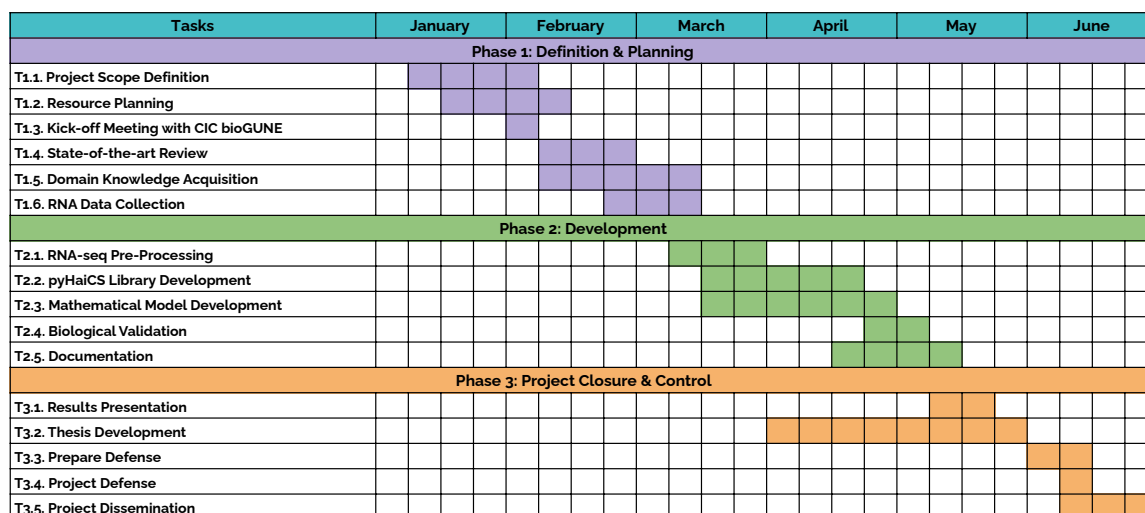 Tasks January February March April May June
Phase 1: Definition & Planning
T1.1. Project Scope Definition
T1.2. Resource Planning
T1.3. Kick-off Meeting with CIC bioGUNE
T1.4. State-of-the-art Review
T1.5. Domain Knowledge Acquisition
T1.6. RNA Data Collection
Phase 2: Development
T2.1. RNA-seq Pre-Processing
T2.2. pyHaiCS Library Development
T2.3. Mathematical Model Development
T2.4. Biological Validation
T2.5. Documentation
Phase 3: Project Closure & Control
T3.1. Results Presentation
T3.2. Thesis Development
T3.3. Prepare Defense
T3.4. Project Defense
T3.5. Project Dissemination